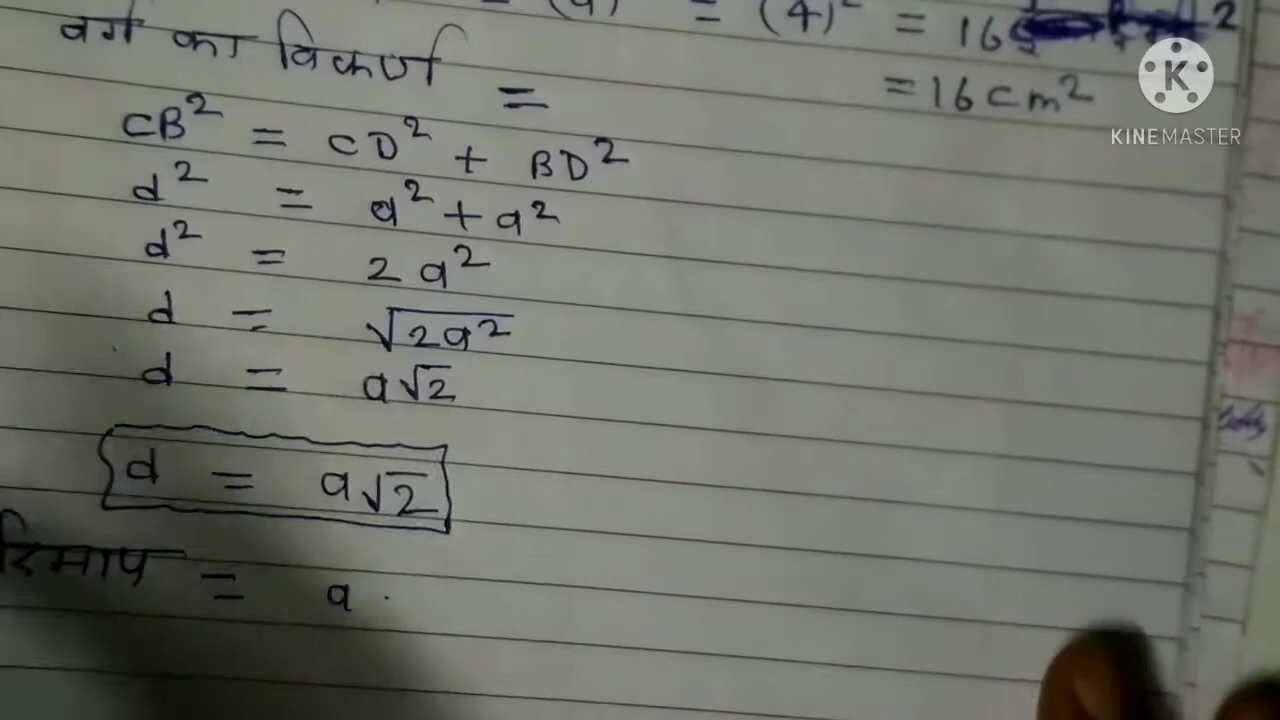 = (a)² = (4)² = 16
= 16 cm²
वर्ग का विकर्ण =
CB² = CD² + BD²
d² = a² + a²
d² = 2a²
d = √2a²
d = a√2
d = a√2
रिमाप = a
KINEMASTER